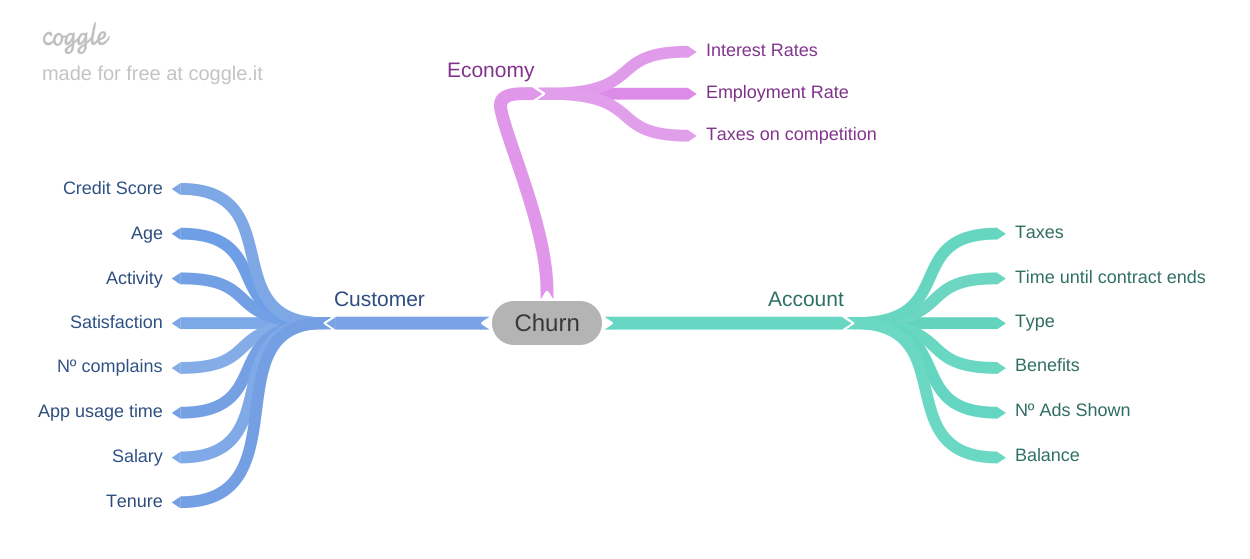 coggle
made for free at coggle.it
Economy
Interest Rates
Employment Rate
Taxes on competition
Credit Score
Age
Activity
Satisfaction
Nº complains
App usage time
Salary
Tenure
Customer
Churn
Account
Taxes
Time until contract ends
Type
Benefits
Nº Ads Shown
Balance